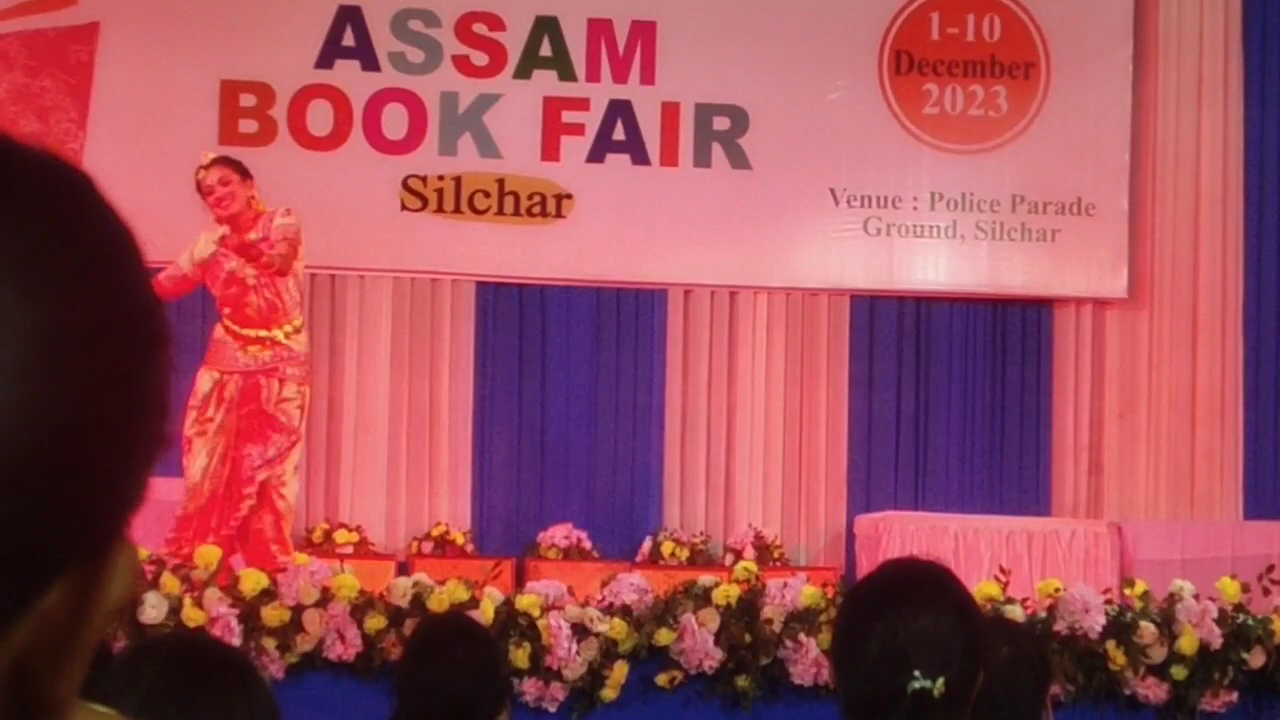 ASSAM
BOOK FAIR
Silchar
1-10
December
2023
Venue : Police Parade
Ground, Silchar